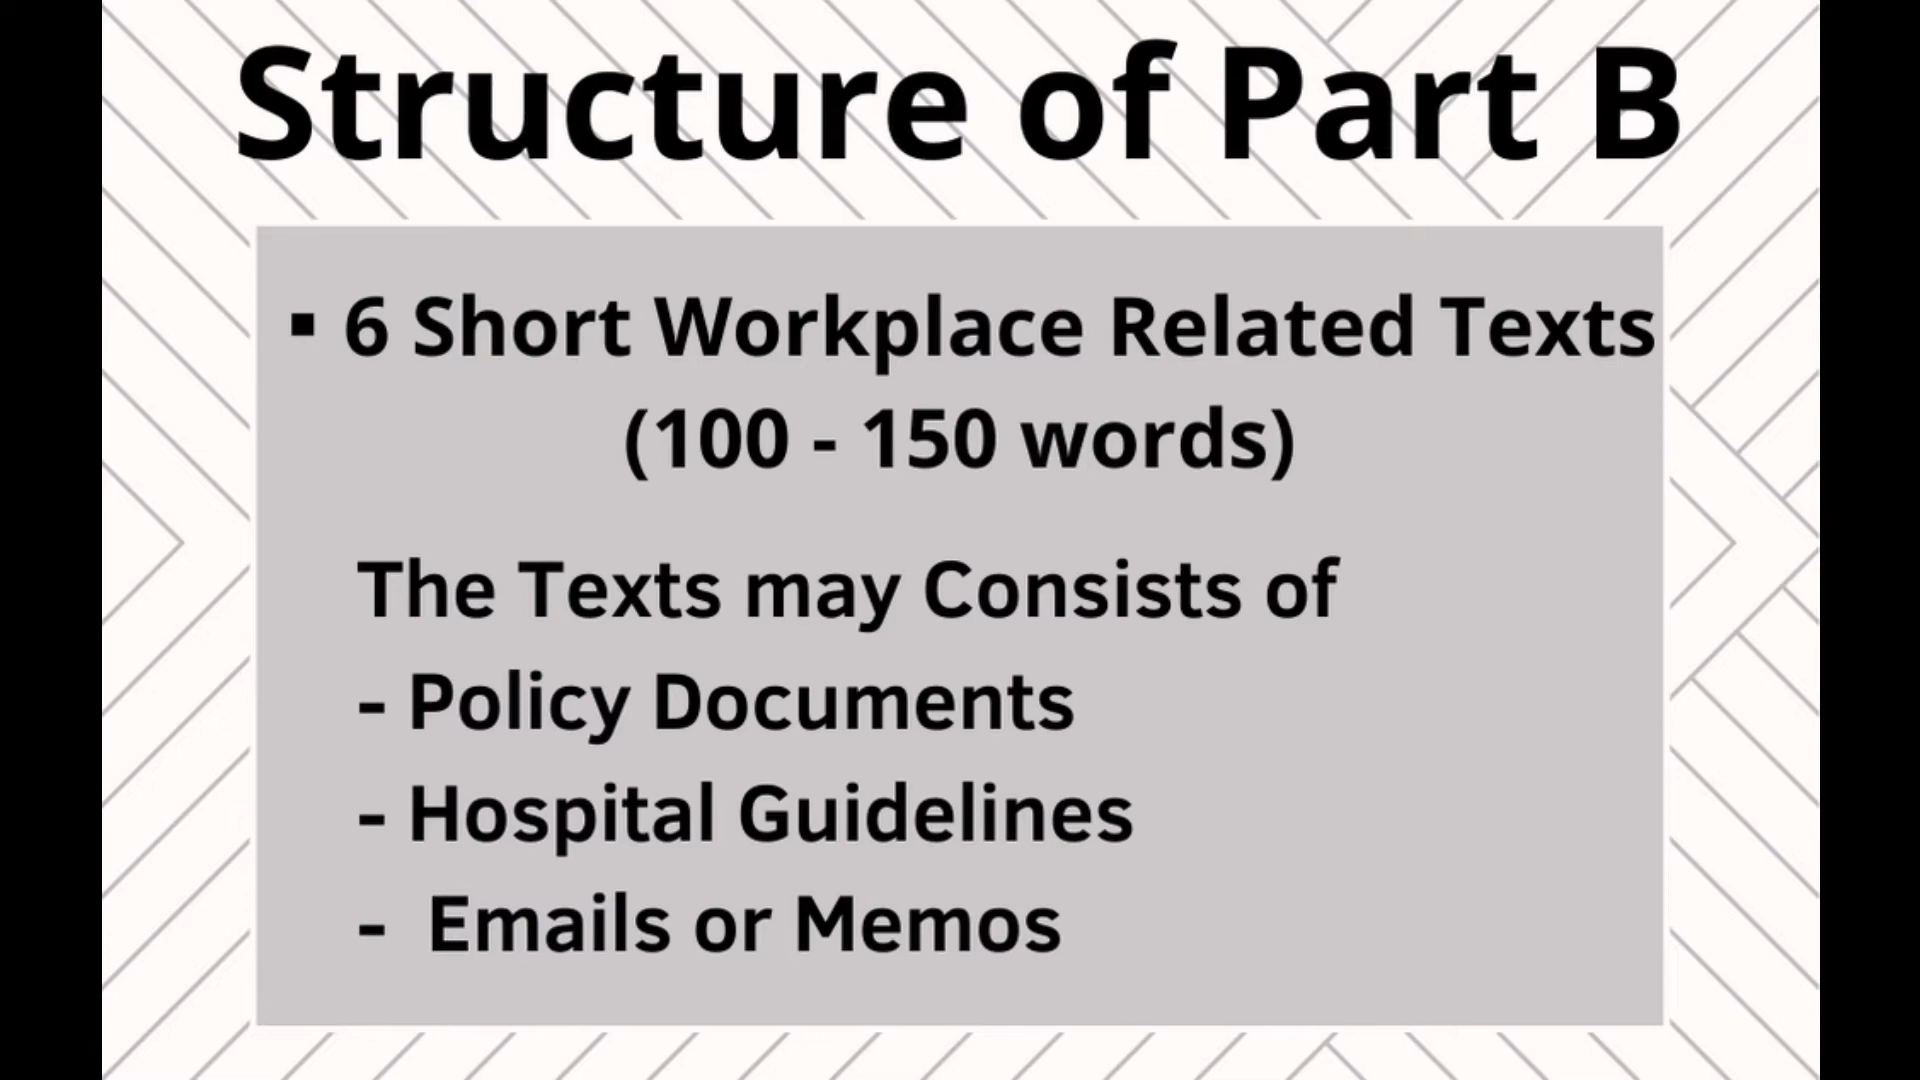 Structure of Part B
▪ 6 Short Workplace Related Texts
(100 - 150 words)
The Texts may Consists of
- Policy Documents
- Hospital Guidelines
- Emails or Memos